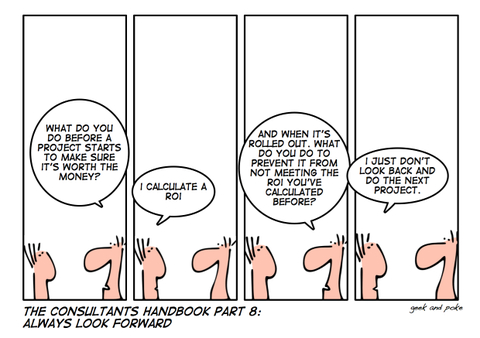 WHAT DO YOU
DO BEFORE A
PROJECT STARTS
TO MAKE SURE
IT'S WORTH THE
MONEY?
I CALCULATE A
ROI
AND WHEN IT'S
ROLLED OUT. WHAT
DO YOU DO TO
PREVENT IT FROM
NOT MEETING THE
ROI YOU'VE
CALCULATED
BEFORE?
I JUST DON'T
LOOK BACK AND
DO THE NEXT
PROJECT.
THE CONSULTANTS HANDBOOK PART 8:
ALWAYS LOOK FORWARD
geek and poke